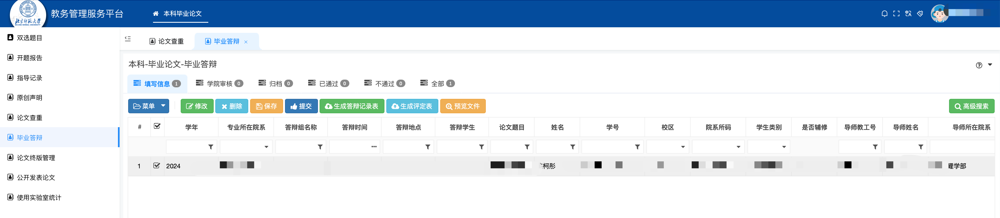 北京师范大学
BEIJING NORMAL UNIVERSITY
1902
教务管理服务平台
本科毕业论文
双选题目
开题报告
指导记录
原创声明
论文查重
毕业答辩
论文终版管理
公开发表论文
使用实验室统计
论文查重 毕业答辩 ×
本科-毕业论文-毕业答辩
填写信息 1 学院审核 0 归档 0 已通过 0 不通过 0 全部 1
菜单 修改 删除 保存 提交 生成答辩记录表 生成评定表 预览文件 高级搜索
# 学年 专业所在院系 答辩组名称 答辩时间 答辩地点 答辩学生 论文题目 姓名 学号 校区 院系所码 学生类别 是否辅修 导师教工号 导师姓名 导师所在院系
1 2024 柯彤 理学部